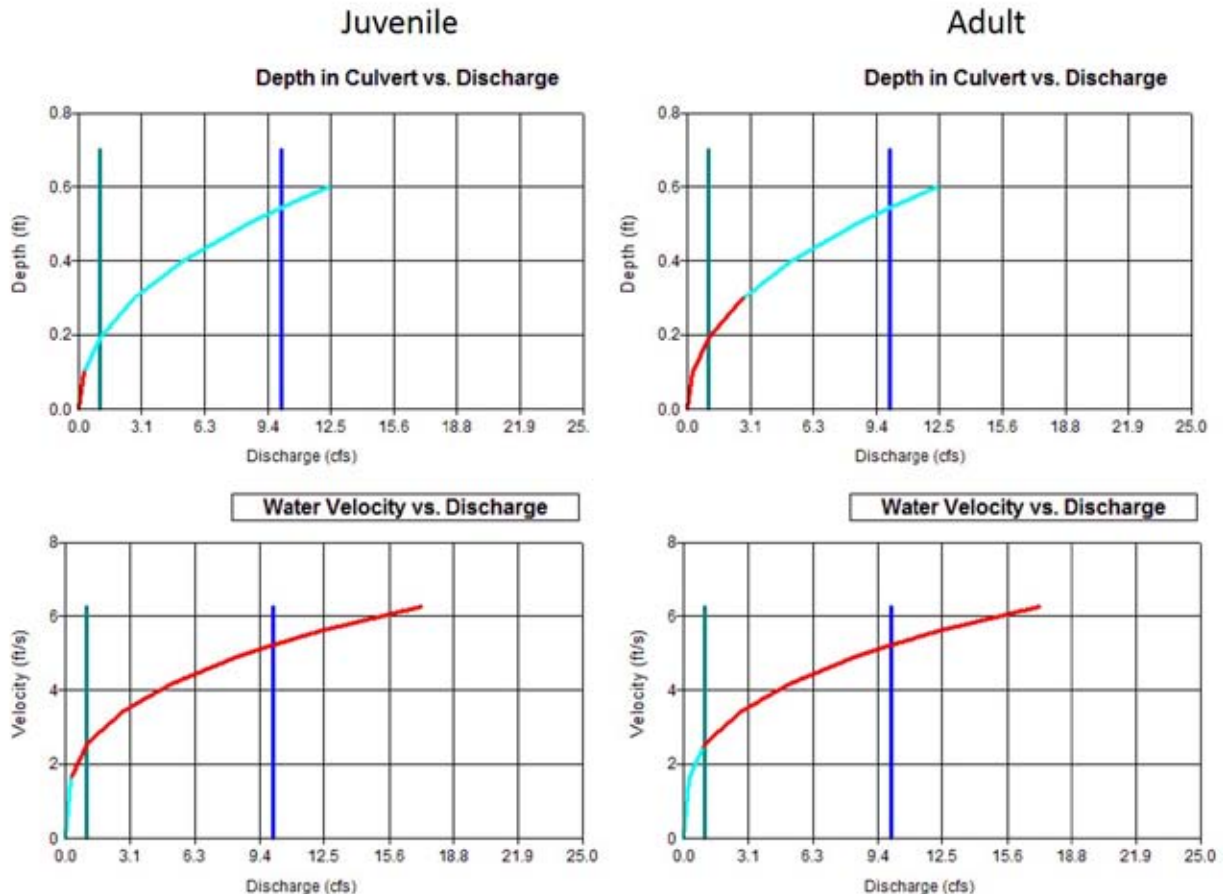 Juvenile
Adult
Depth in Culvert vs. Discharge
Depth (ft)
0.8
0.6
0.4
0.2
0.0
0.0 3.1 6.3 9.4 12.5 15.6 18.8 21.9 25.
Discharge (cfs)
Depth in Culvert vs. Discharge
Depth (ft)
0.8
0.6
0.4
0.2
0.0
0.0 3.1 6.3 9.4 12.5 15.6 18.8 21.9 25.
Discharge (cfs)
Water Velocity vs. Discharge
Velocity (ft/s)
8
6
4
2
0
0.0 3.1 6.3 9.4 12.5 15.6 18.8 21.9 25.0
Discharge (cfs)
Water Velocity vs. Discharge
Velocity (ft/s)
8
6
4
2
0
0.0 3.1 6.3 9.4 12.5 15.6 18.8 21.9 25.0
Discharge (cfs)